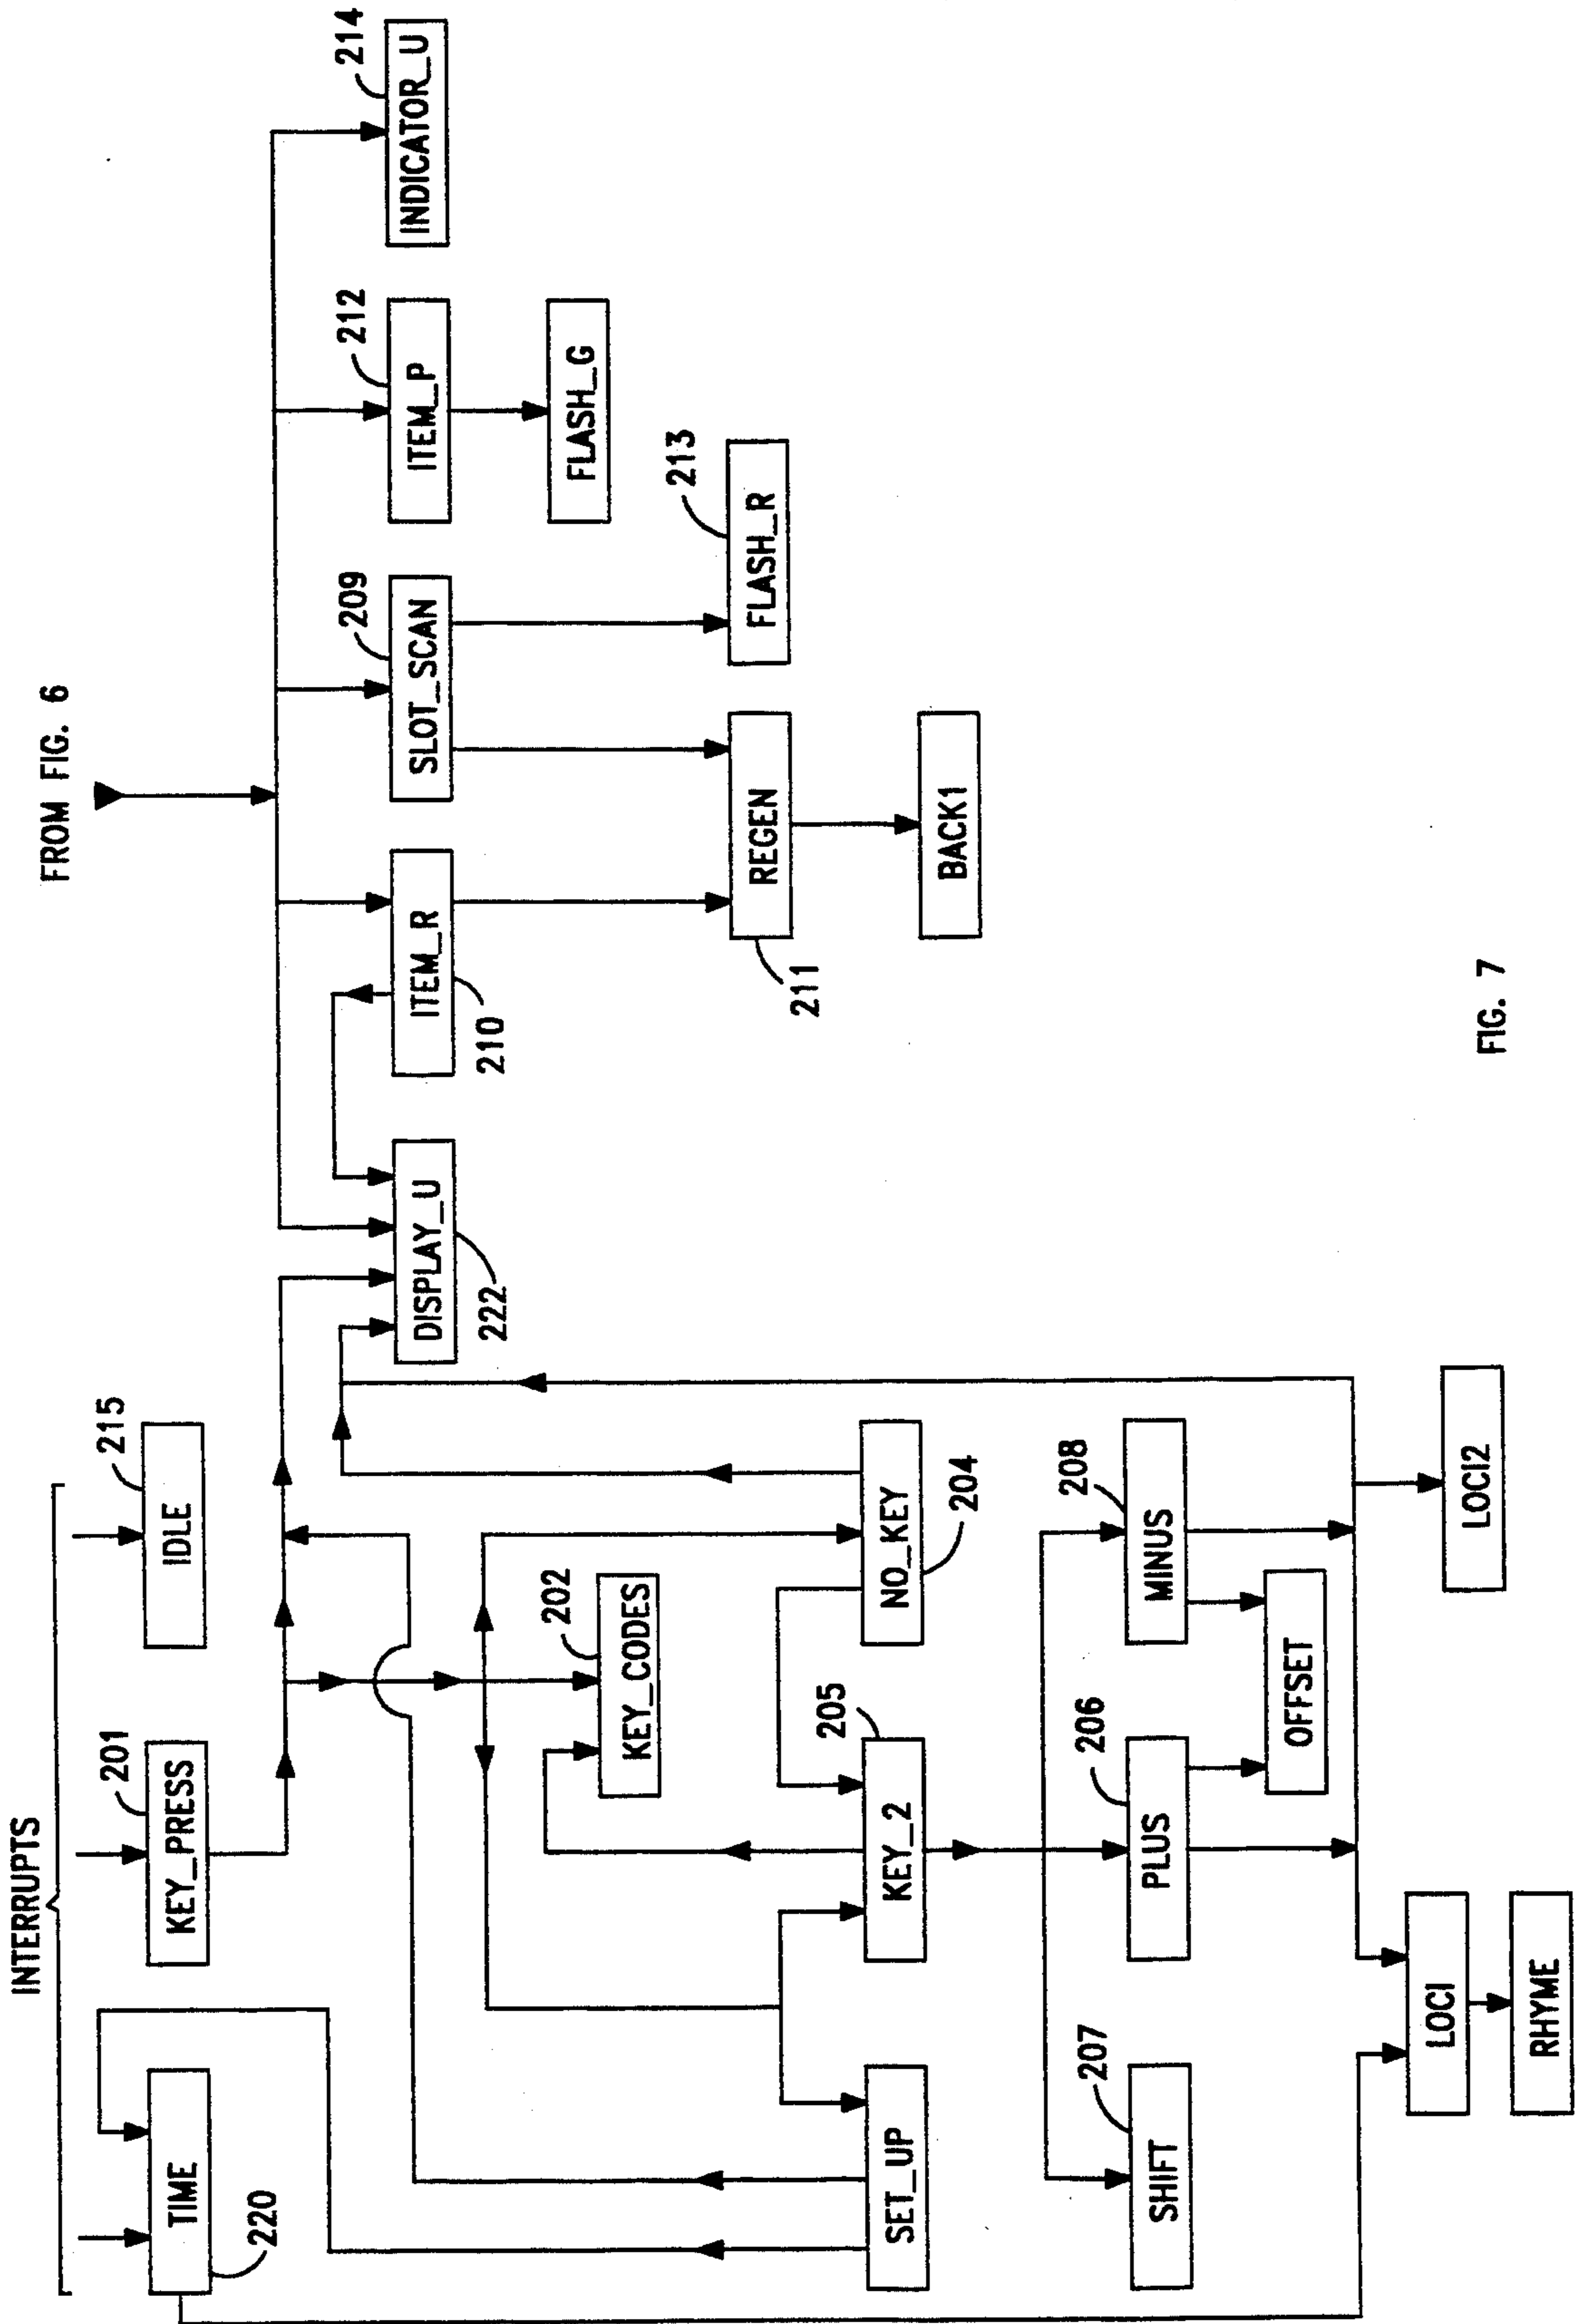 FROM FIG. 6
INTERRUPTS
TIME
220
KEY_PRESS
201
IDLE
215
DISPLAY_U
222
ITEM_R
210
SLOT_SCAN
209
ITEM_P
212
INDICATOR_U
214
FLASH_G
KEY_CODES
202
REGEN
211
FLASH_R
213
SET_UP
KEY_2
205
NO_KEY
204
BACK1
SHIFT
207
PLUS
206
MINUS
208
OFFSET
LOCI
LOCI2
RHYME
FIG. 7